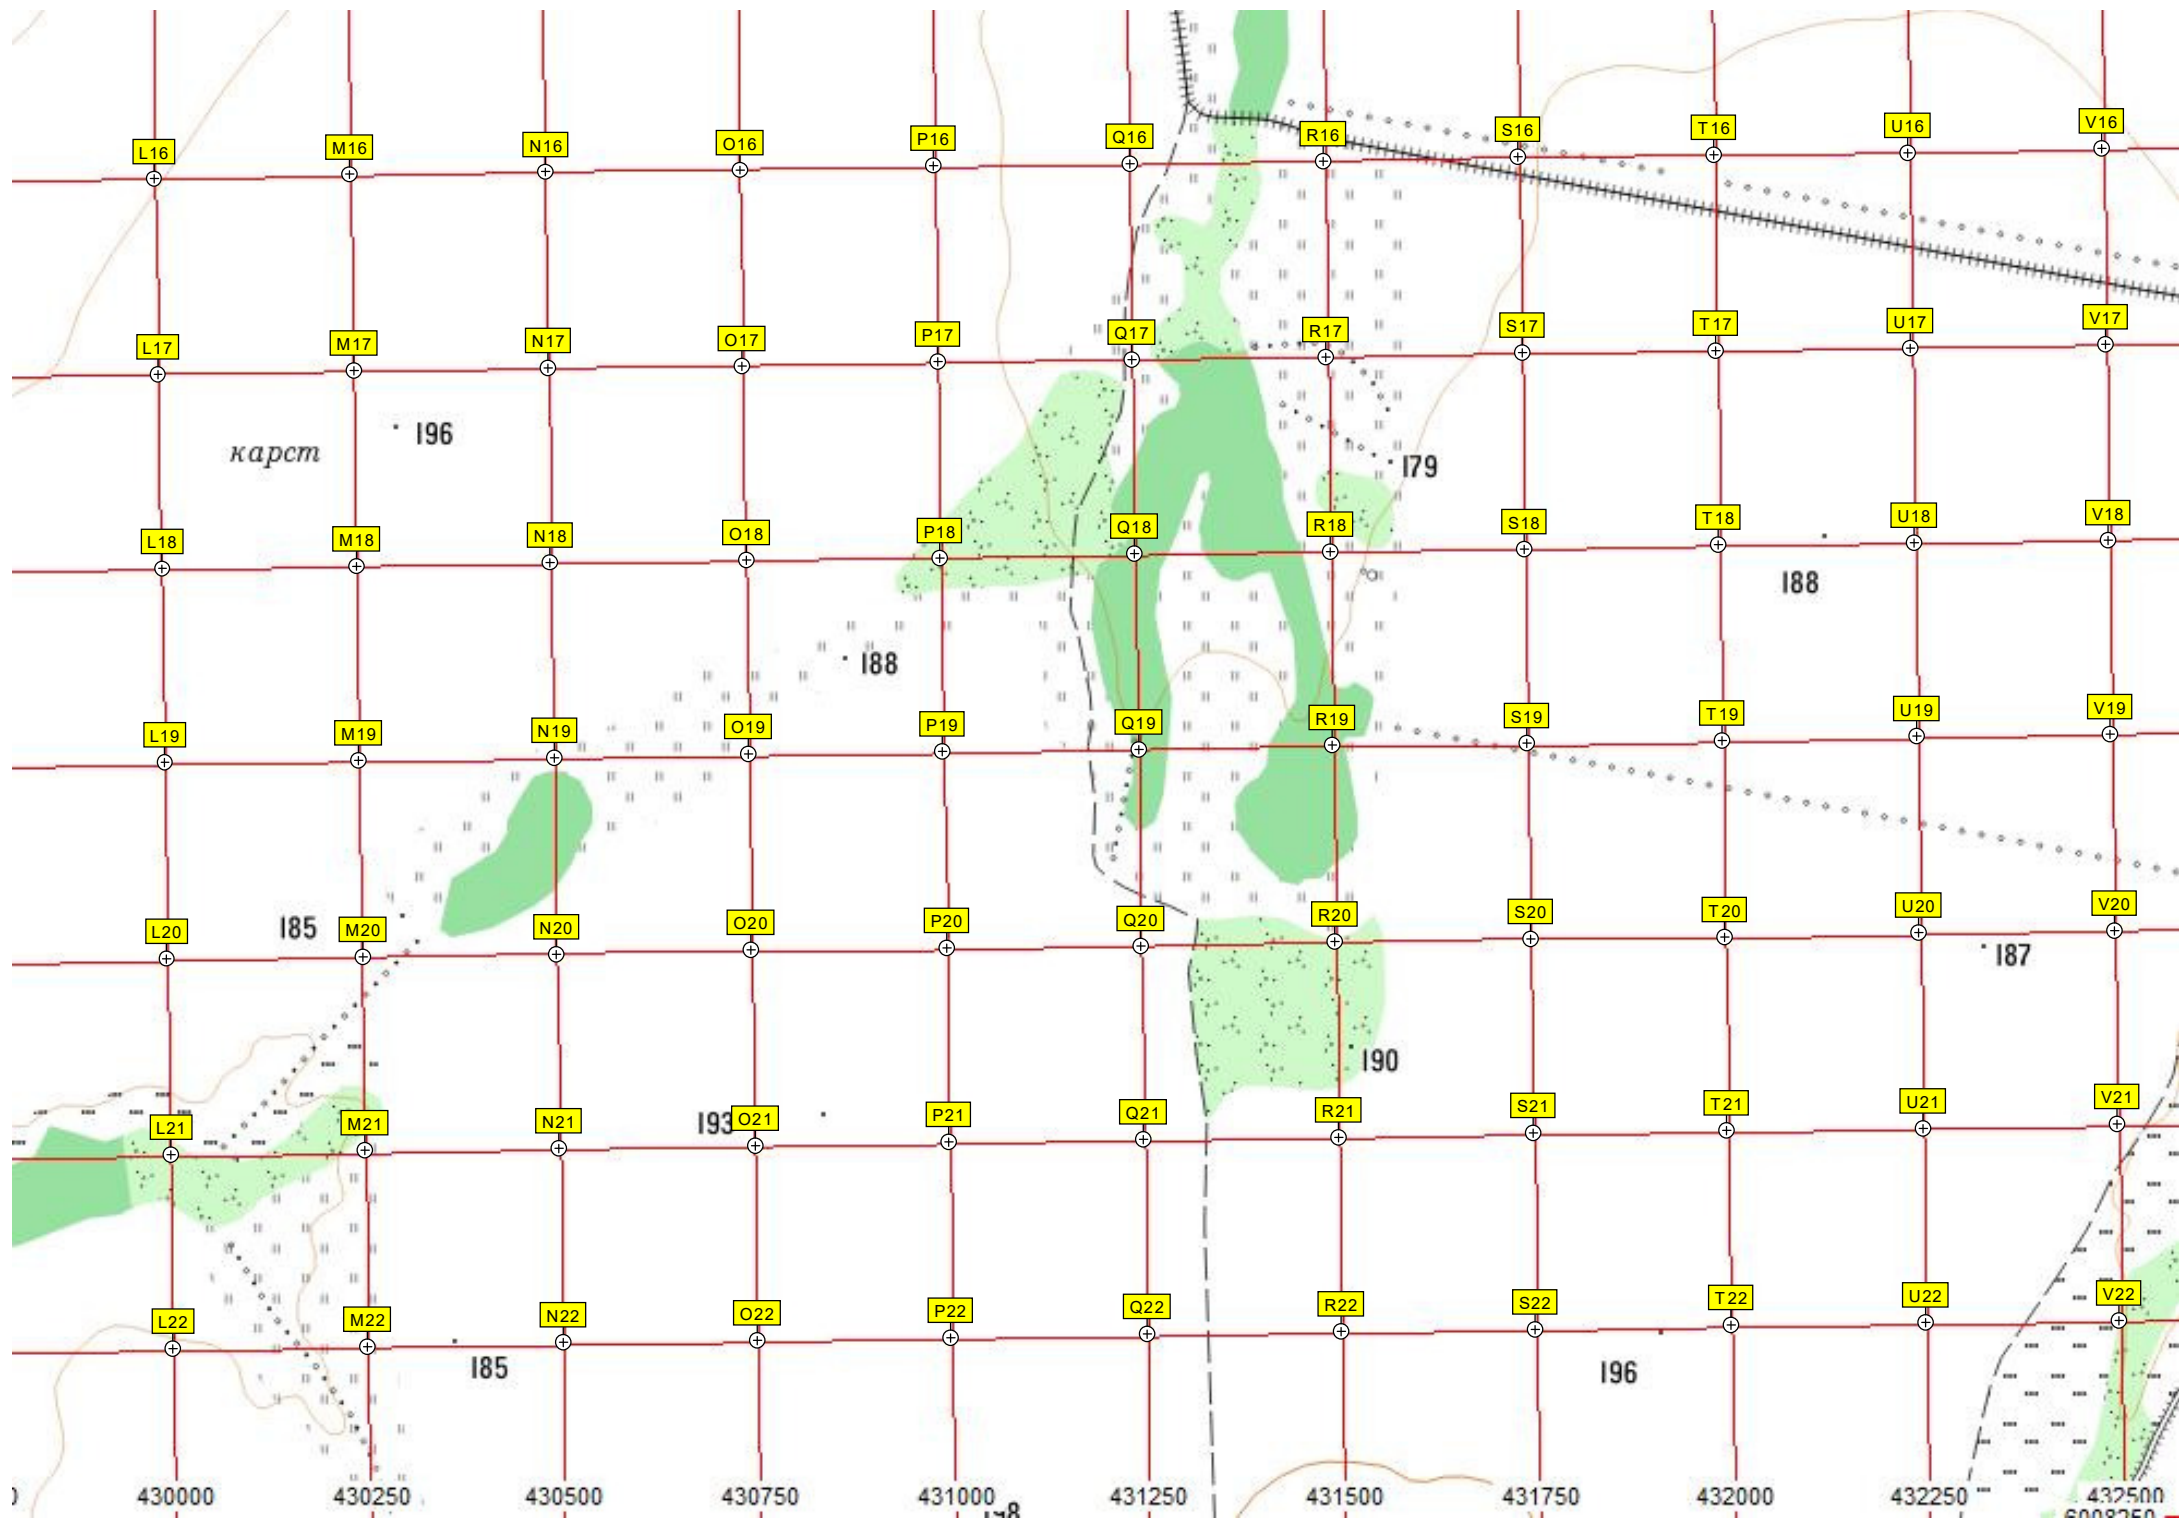 L16 M16 N16 O16 P16 Q16 R16 S16 T16 U16 V16
L17 M17 N17 O17 P17 Q17 R17 S17 T17 U17 V17
196
карст
179
L18 M18 N18 O18 P18 Q18 R18 S18 T18 U18 V18
188
188
L19 M19 N19 O19 P19 Q19 R19 S19 T19 U19 V19
185
L20 M20 N20 O20 P20 Q20 R20 S20 T20 U20 V20
187
190
193
L21 M21 N21 O21 P21 Q21 R21 S21 T21 U21 V21
L22 M22 N22 O22 P22 Q22 R22 S22 T22 U22 V22
185
196
430000 430250 430500 430750 431000 431250 431500 431750 432000 432250 432500